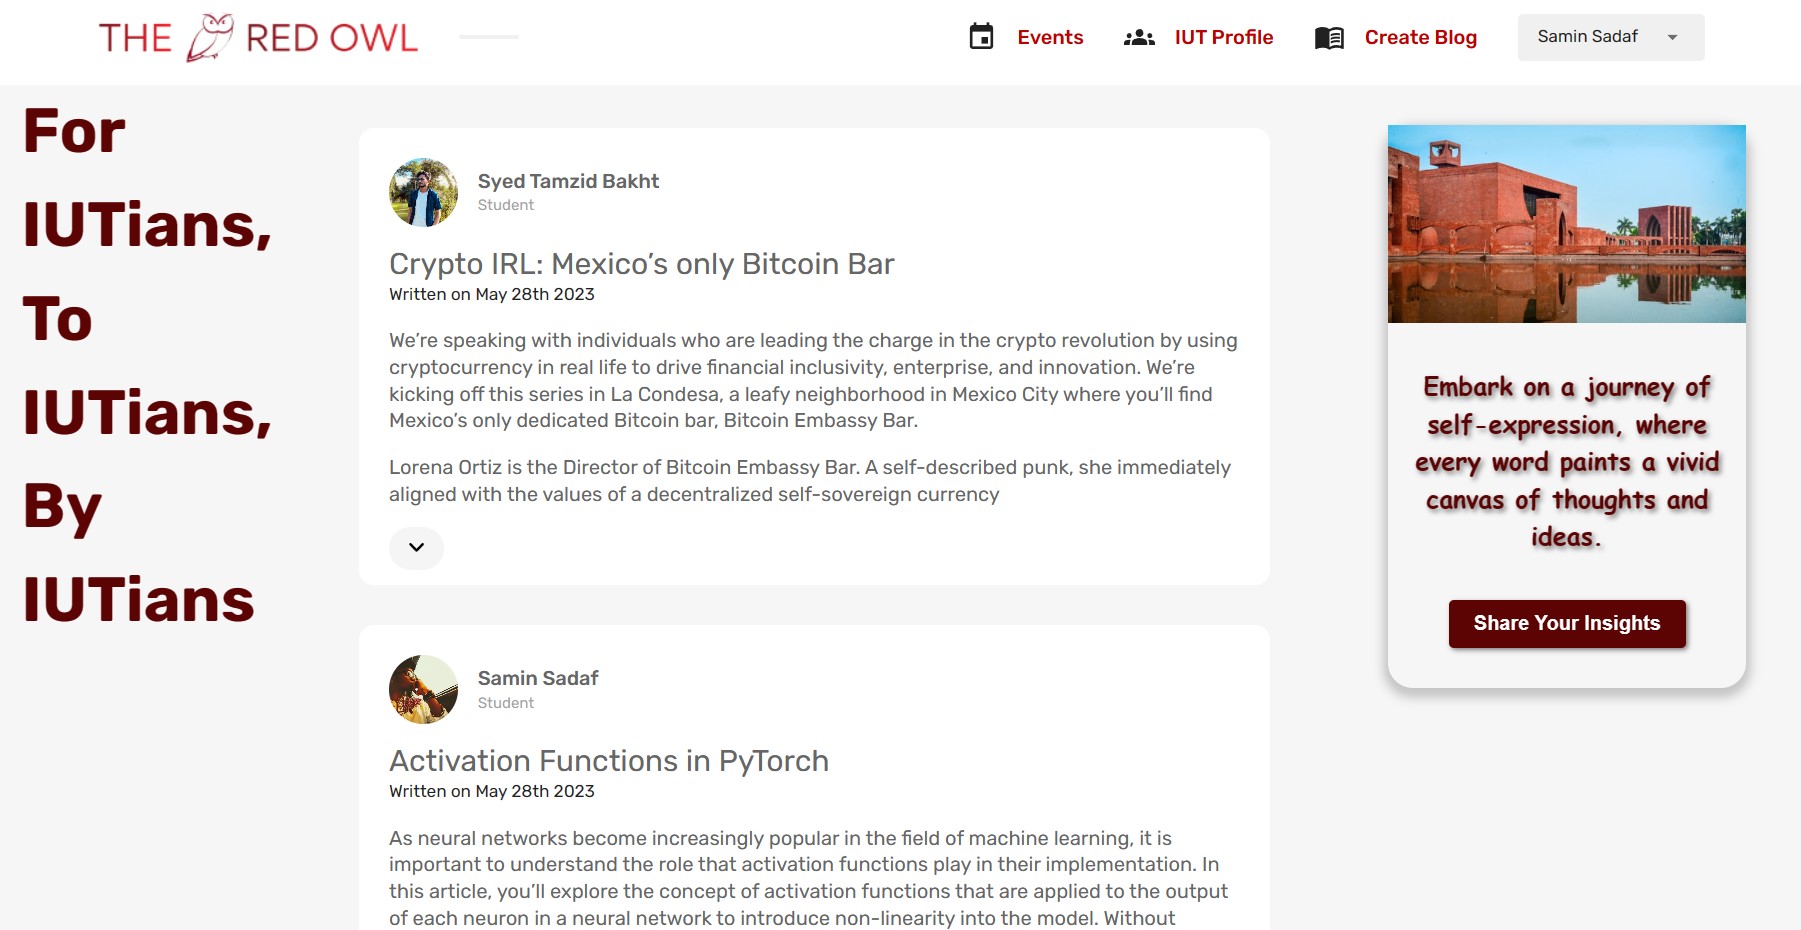 THE RED OWL
Events
IUT Profile
Create Blog
Samin Sadaf
For
IUTians,
To
IUTians,
By
IUTians
Syed Tamzid Bakht
Student
Crypto IRL: Mexico’s only Bitcoin Bar
Written on May 28th 2023
We’re speaking with individuals who are leading the charge in the crypto revolution by using
cryptocurrency in real life to drive financial inclusivity, enterprise, and innovation. We’re
kicking off this series in La Condesa, a leafy neighborhood in Mexico City where you’ll find
Mexico’s only dedicated Bitcoin bar, Bitcoin Embassy Bar.
Lorena Ortiz is the Director of Bitcoin Embassy Bar. A self-described punk, she immediately
aligned with the values of a decentralized self-sovereign currency
Samin Sadaf
Student
Activation Functions in PyTorch
Written on May 28th 2023
As neural networks become increasingly popular in the field of machine learning, it is
important to understand the role that activation functions play in their implementation. In
this article, you’ll explore the concept of activation functions that are applied to the output
of each neuron in a neural network to introduce non-linearity into the model. Without
Embark on a journey of
self-expression, where
every word paints a vivid
canvas of thoughts and
ideas.
Share Your Insights